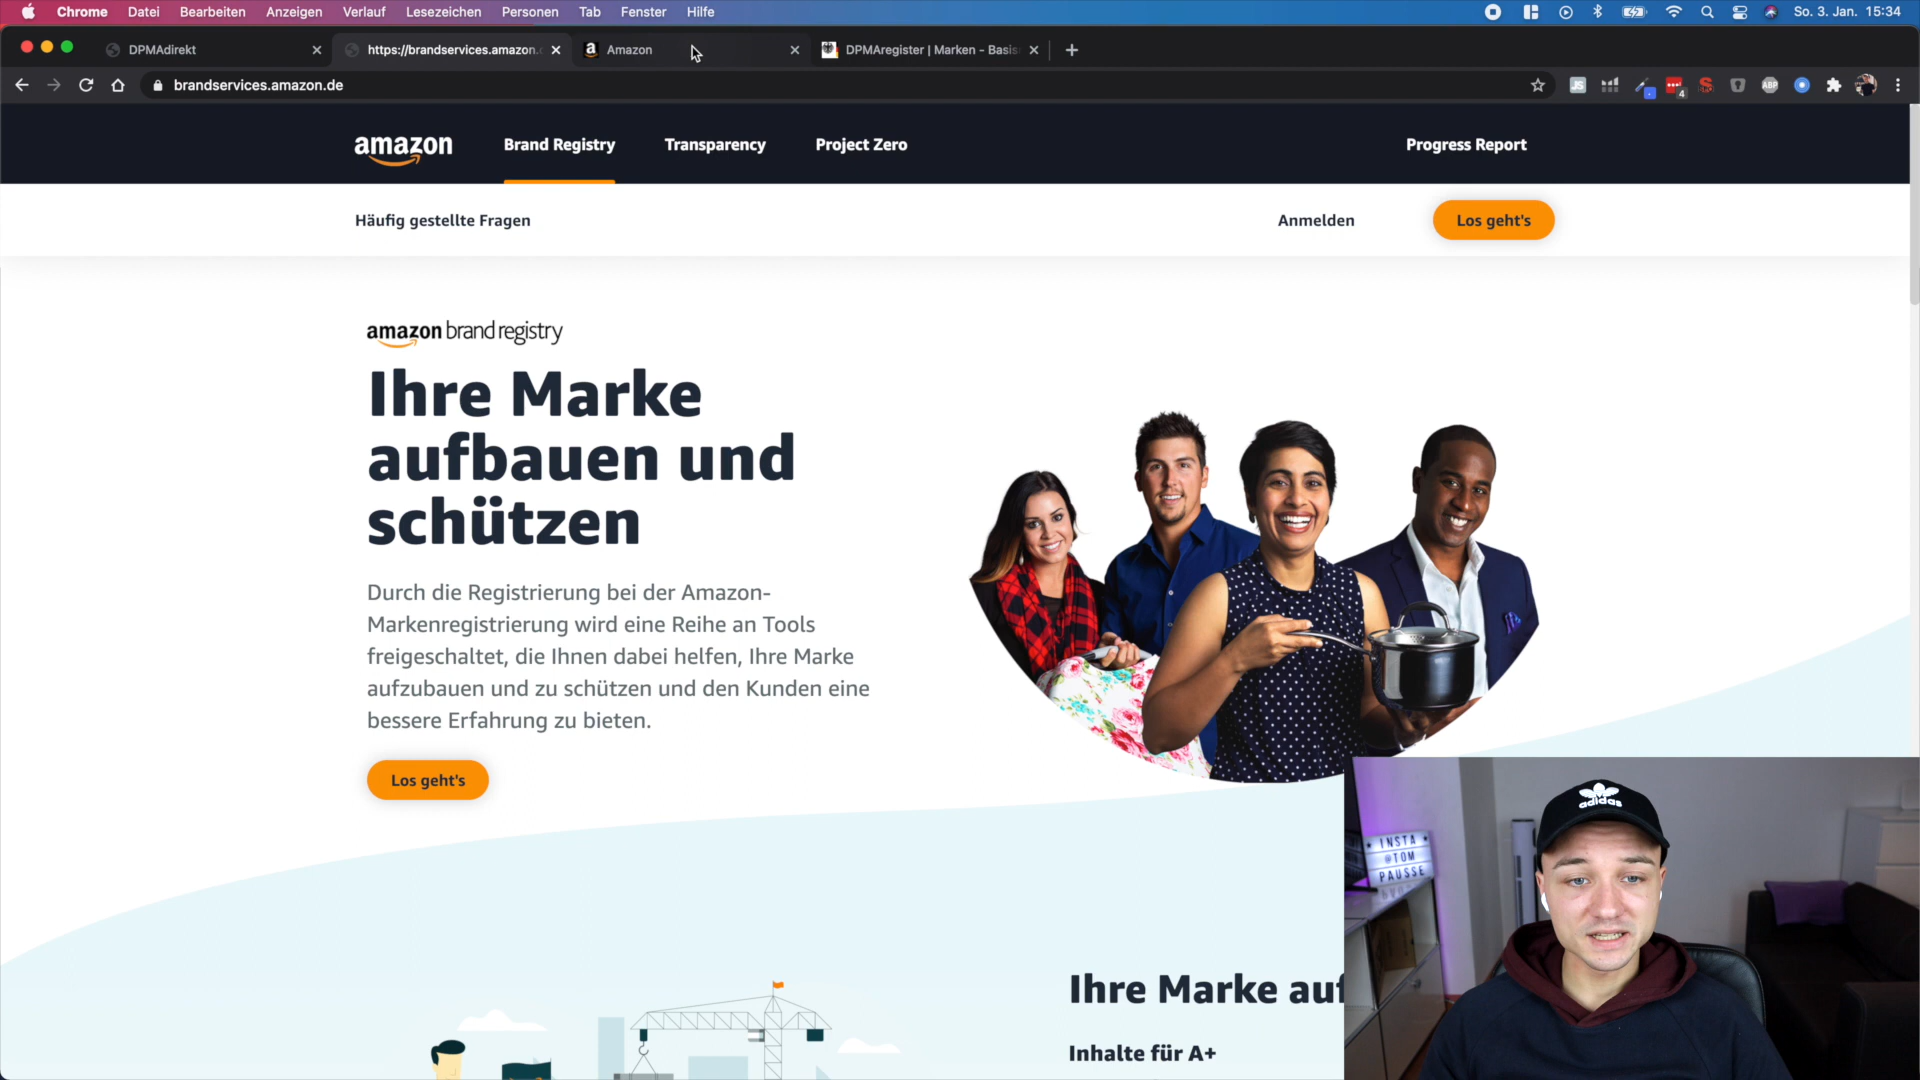 Chrome Datei Bearbeiten Anzeigen Verlauf Lesezeichen Personen Tab Fenster Hilfe So. 3. Jan. 15:34
DPMAdirekt https://brandservices.amazon. Amazon DPMAregister | Marken - Basis
brandservices.amazon.de
4
ABP
amazon Brand Registry Transparency Project Zero Progress Report
Häufig gestellte Fragen Anmelden Los geht's
amazon brand registry
Ihre Marke
aufbauen und
schützen
Durch die Registrierung bei der Amazon-
Markenregistrierung wird eine Reihe an Tools
freigeschaltet, die Ihnen dabei helfen, Ihre Marke
aufzubauen und zu schützen und den Kunden eine
bessere Erfahrung zu bieten.
Los geht's
Ihre Marke auf
Inhalte für A+
adidas
INSTA
@TOM
PAUSSE